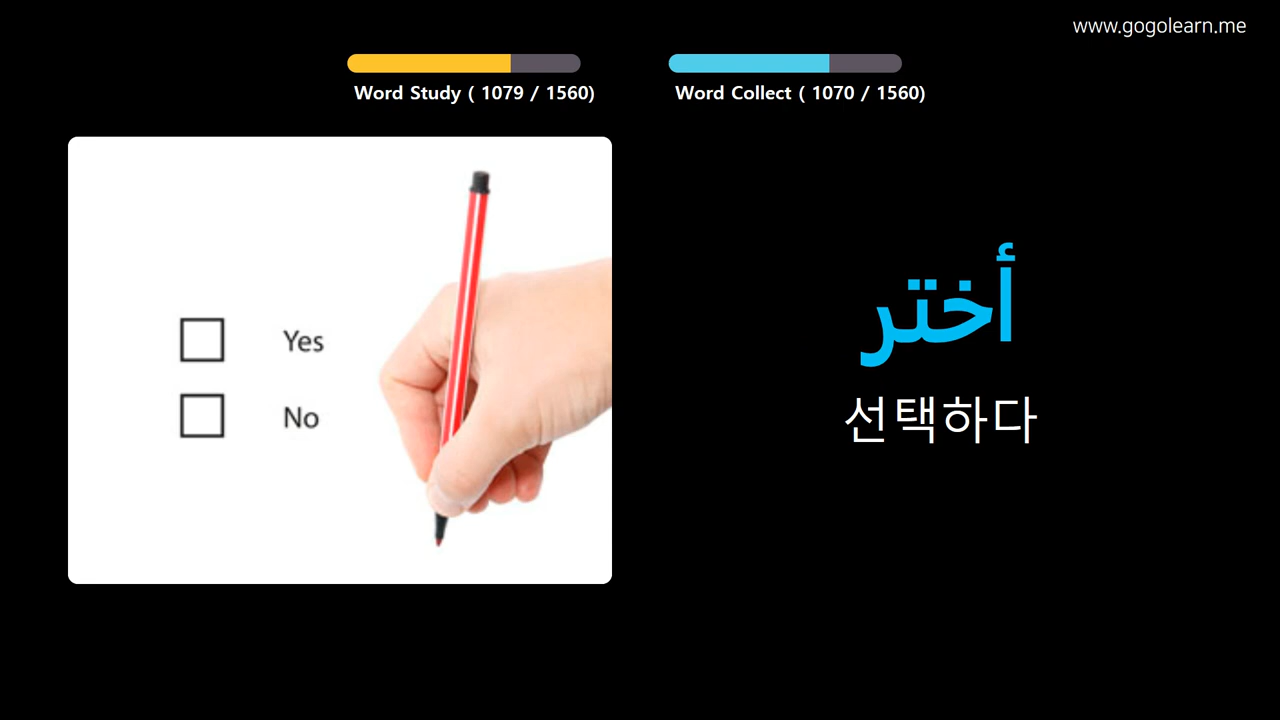 www.gogolearn.me
Word Study ( 1079 / 1560)
Word Collect ( 1070 / 1560)
Yes
No
أختر
선택하다